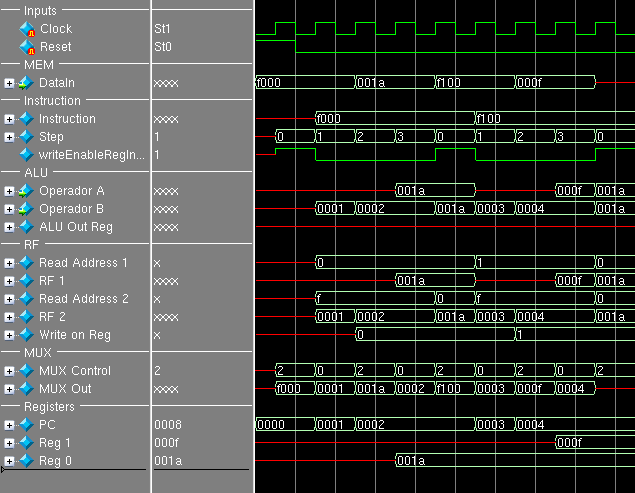 Inputs
Clock St1
Reset St0
MEM
DataIn xxxx f000 001a f100 000f
Instruction
Instruction xxxx f000 f100
Step 1 0 1 2 3 0 1 2 3 0
writeEnableRegIn... 1
ALU
Operador A xxxx 001a 000f 001a
Operador B xxxx 0001 0002 001a 0003 0004 001a
ALU Out Reg xxxx
RF
Read Address 1 x 0 1 0
RF 1 xxxx 001a 000f 001a
Read Address 2 x f 0 f 0
RF 2 xxxx 0001 0002 001a 0003 0004 001a
Write on Reg x 0 1
MUX
MUX Control 2 2 0 2 0 2 0 2 0 2
MUX Out xxxx f000 0001 001a 0002 f100 0003 000f 0004
Registers
PC 0008 0000 0001 0002 0003 0004
Reg 1 000f 000f
Reg 0 001a 001a